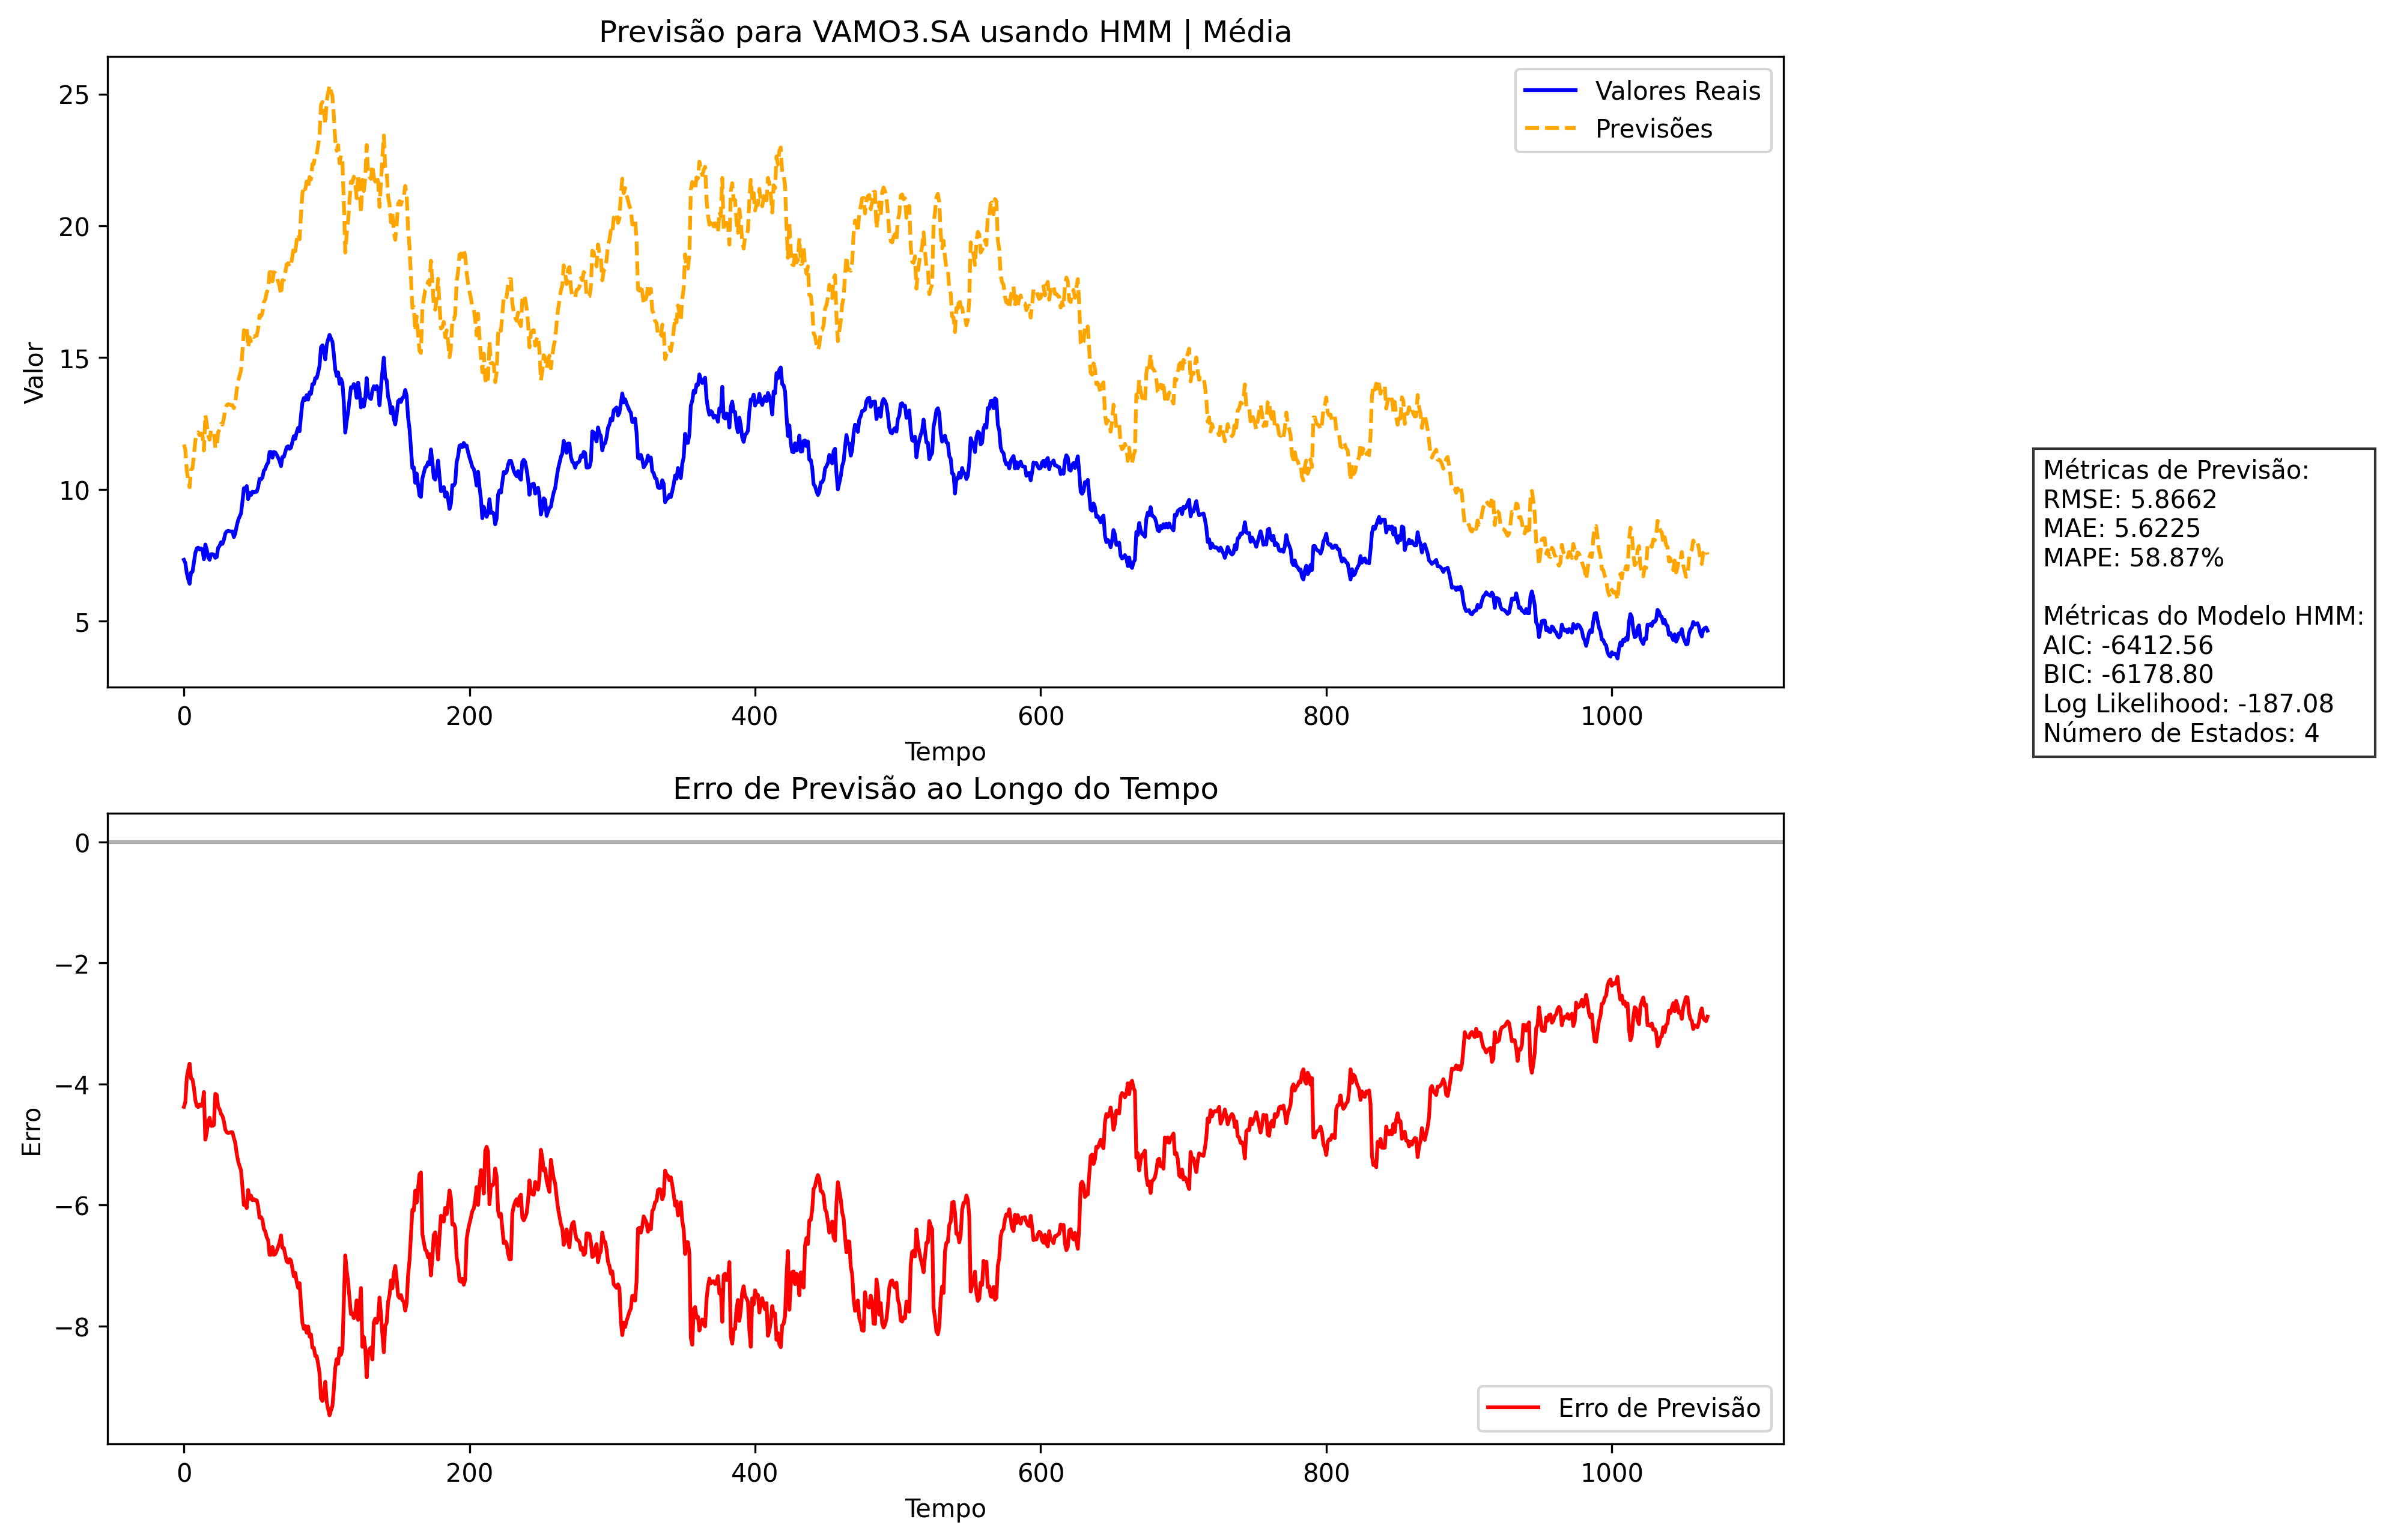 Previsão para VAMO3.SA usando HMM | Média
Valor
25
20
15
10
5
Valores Reais
Previsões
0 200 400 600 800 1000
Tempo
Métricas de Previsão:
RMSE: 5.8662
MAE: 5.6225
MAPE: 58.87%
Métricas do Modelo HMM:
AIC: -6412.56
BIC: -6178.80
Log Likelihood: -187.08
Número de Estados: 4
Erro de Previsão ao Longo do Tempo
Erro
0
−2
−4
−6
−8
Erro de Previsão
0 200 400 600 800 1000
Tempo